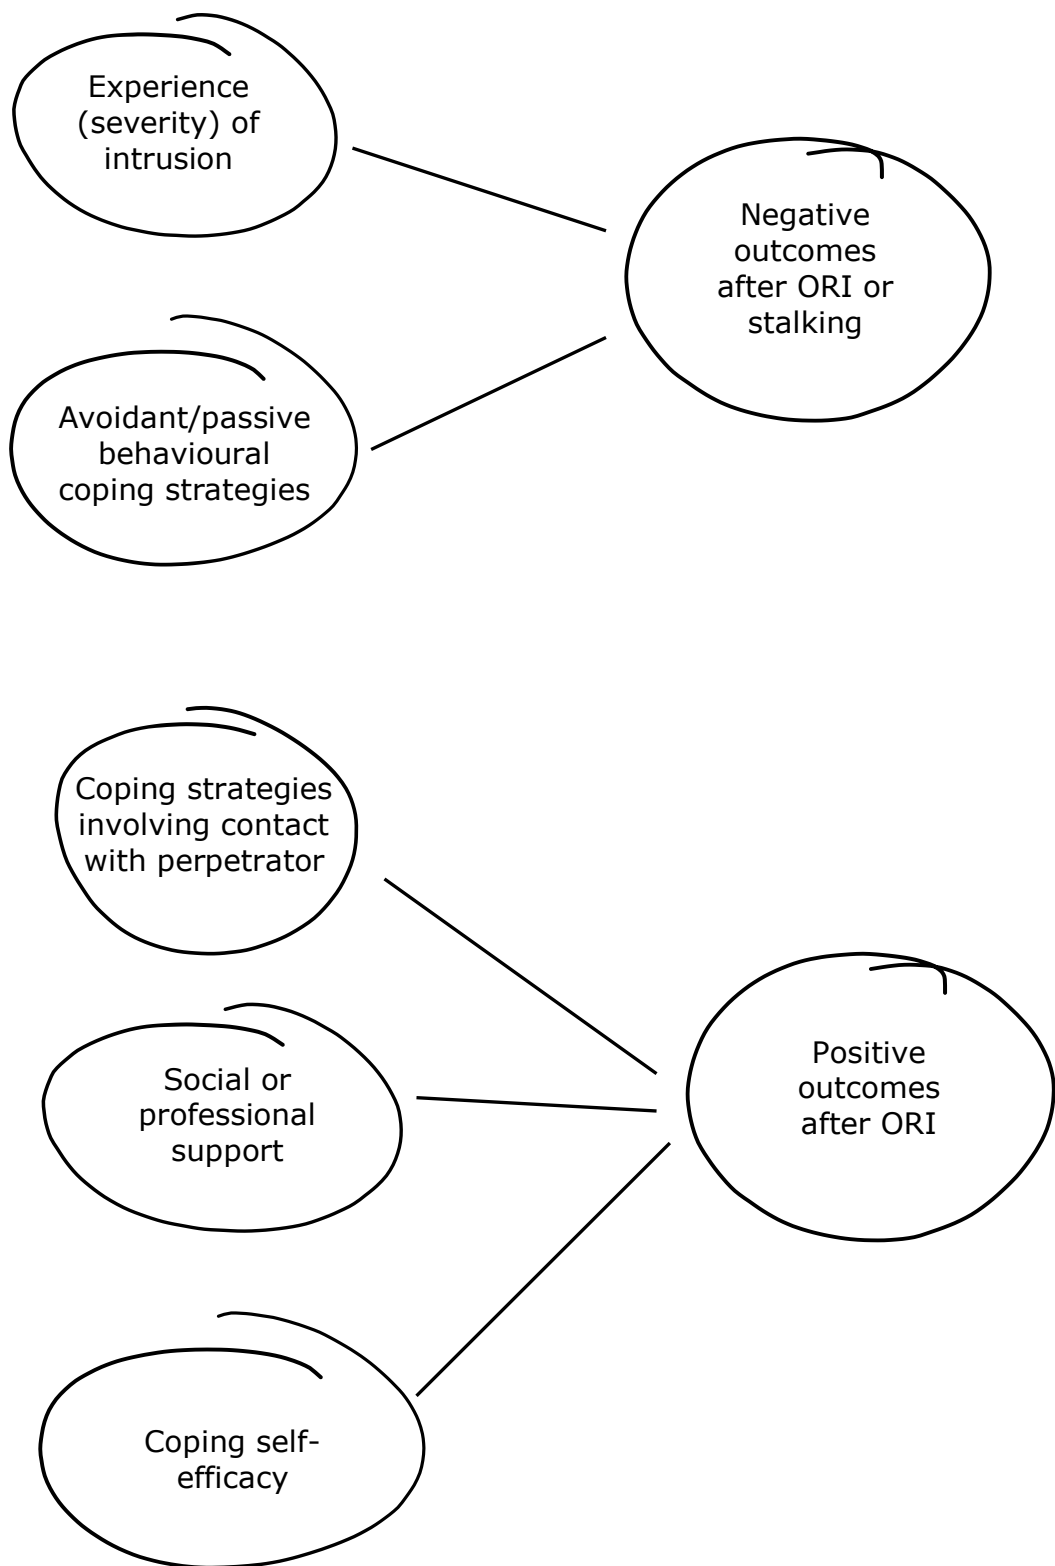 Experience
(severity) of
intrusion
Negative
outcomes
after ORI or
stalking
Avoidant/passive
behavioural
coping strategies
Coping strategies
involving contact
with perpetrator
Social or
professional
support
Positive
outcomes
after ORI
Coping self-
efficacy